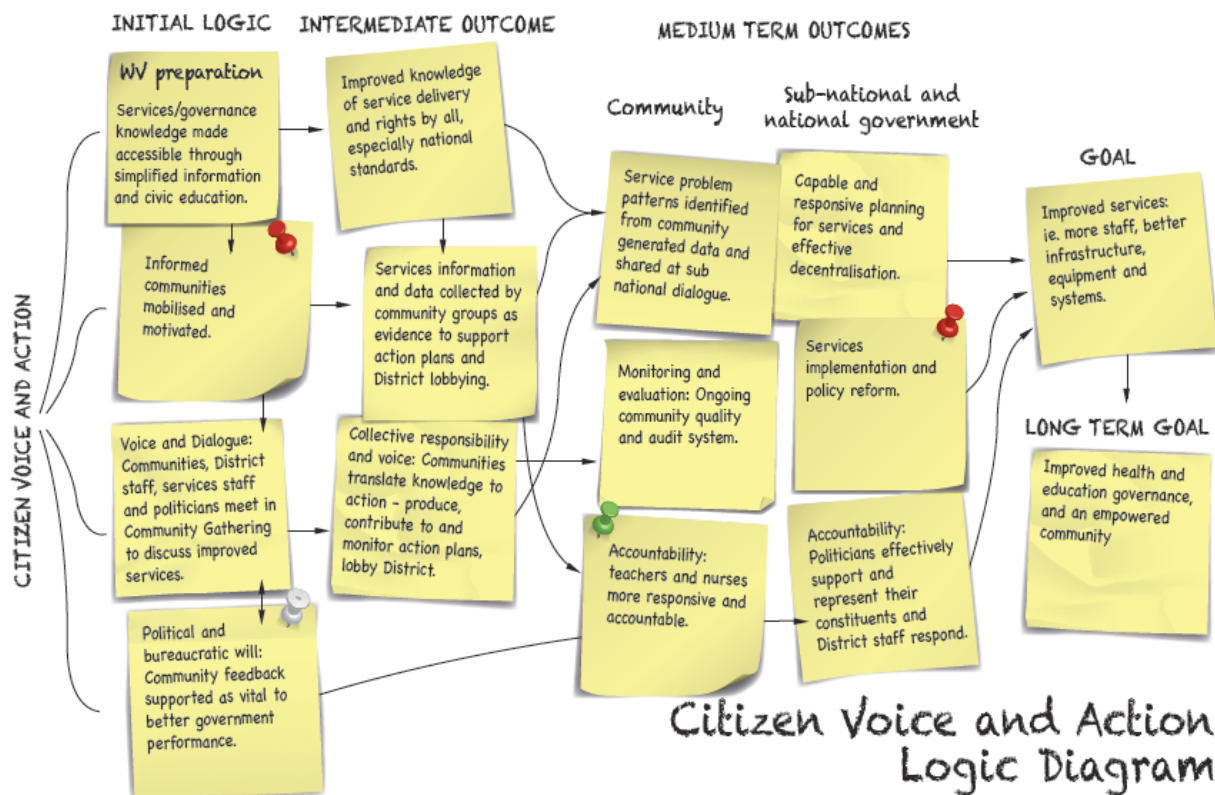 INITIAL LOGIC
INTERMEDIATE OUTCOME
MEDIUM TERM OUTCOMES
Community
Sub-national and
national government
GOAL
CITIZEN VOICE AND ACTION
WV preparation
Services/governance
knowledge made
accessible through
simplified information
and civic education.
Informed
communities
mobilised and
motivated.
Voice and Dialogue:
Communities, District
staff, services staff
and politicians meet in
Community Gathering
to discuss improved
services.
Political and
bureaucratic will:
Community feedback
supported as vital to
better government
performance.
Improved knowledge
of service delivery
and rights by all,
especially national
standards.
Services information
and data collected by
community groups as
evidence to support
action plans and
District lobbying.
Collective responsibility
and voice: Communities
translate knowledge to
action - produce,
contribute to and
monitor action plans,
lobby District.
Service problem
patterns identified
from community
generated data and
shared at sub
national dialogue.
Monitoring and
evaluation: Ongoing
community quality
and audit system.
Accountability:
teachers and nurses
more responsive and
accountable.
Capable and
responsive planning
for services and
effective
decentralisation.
Services
implementation and
policy reform.
Accountability:
Politicians effectively
support and
represent their
constituents and
District staff respond.
Improved services:
ie. more staff, better
infrastructure,
equipment and
systems.
LONG TERM GOAL
Improved health and
education governance,
and an empowered
community
Citizen Voice and Action
Logic Diagram